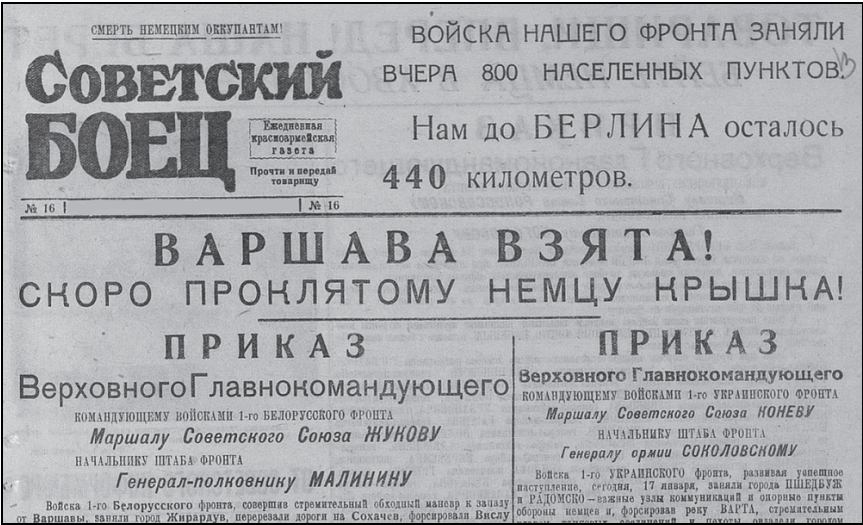 СМЕРТЬ НЕМЕЦКИМ ОККУПАНТАМ!
СОВЕТСКИЙ
БОЕЦ
Ежедневная
красноармейская
газета
Прочти и передай
товарищу
№ 16
№ 16
ВОЙСКА НАШЕГО ФРОНТА ЗАНЯЛИ
ВЧЕРА 800 НАСЕЛЕННЫХ ПУНКТОВ.
Нам до БЕРЛИНА осталось
440 километров.
ВАРШАВА ВЗЯТА!
СКОРО ПРОКЛЯТОМУ НЕМЦУ КРЫШКА!
ПРИКАЗ
Верховного Главнокомандующего
КОМАНДУЮЩЕМУ ВОЙСКАМИ 1-го БЕЛОРУССКОГО ФРОНТА
Маршалу Советского Союза ЖУКОВУ
НАЧАЛЬНИКУ ШТАБА ФРОНТА
Генерал-полковнику МАЛИНИНУ
Войска 1-го Белорусского фронта, совершив стремительный обходный маневр к западу
от Варшавы, заняли город Жирардув, перерезали дороги на Сохачев, форсировали Вислу
ПРИКАЗ
Верховного Главнокомандующего
КОМАНДУЮЩЕМУ ВОЙСКАМИ 1-го УКРАИНСКОГО ФРОНТА
Маршалу Советского Союза КОНЕВУ
НАЧАЛЬНИКУ ШТАБА ФРОНТА
Генералу ормии СОКОЛОВСКОМУ
Войска 1-го УКРАИНСКОГО фронта, развивая успешное
наступление, сегодня, 17 января, заняли города ПШЕДБУЖ
и РАДОМСКО—важные узлы коммуникаций и опорные пункты
обороны немцев и, форсировав реку ВАРТА, стремительным